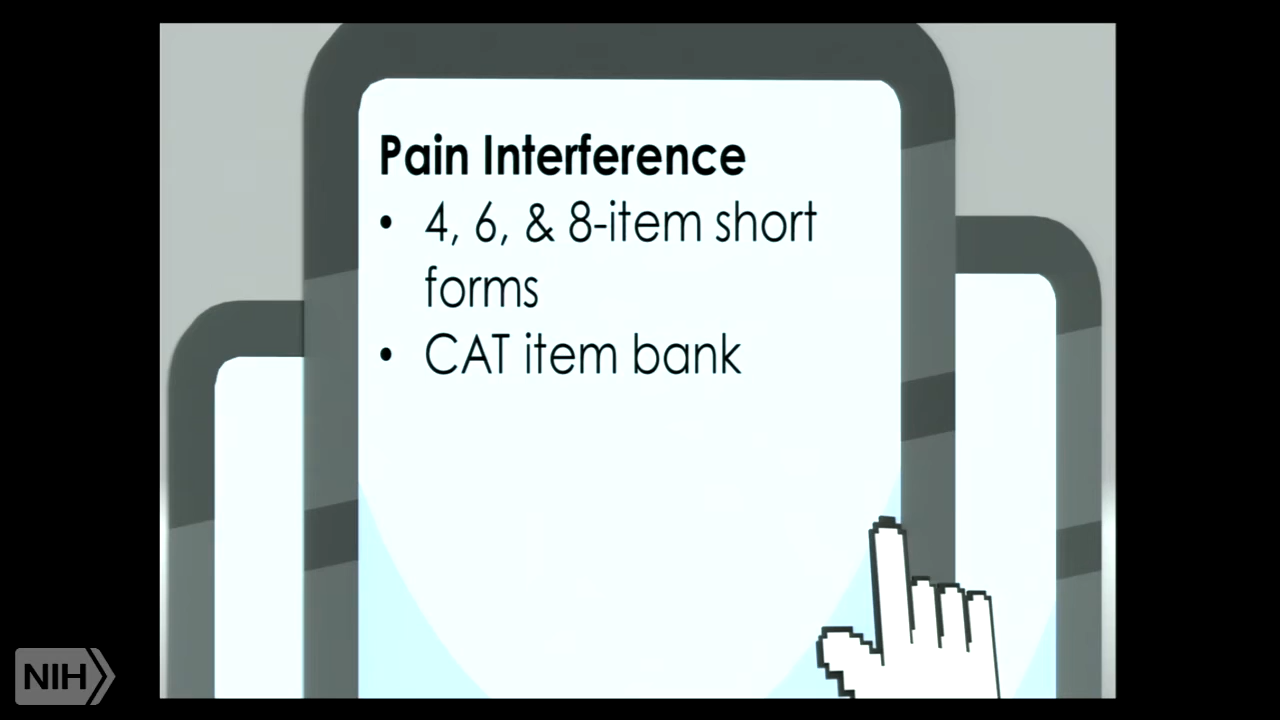 Pain Interference
• 4, 6, & 8-item short
forms
• CAT item bank
NIH